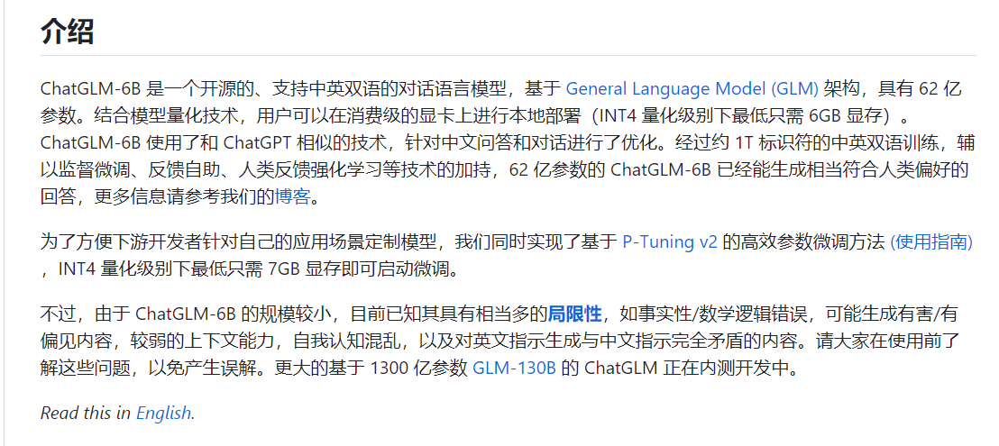 介绍
ChatGLM-6B 是一个开源的、支持中英双语的对话语言模型，基于 General Language Model (GLM) 架构，具有 62 亿
参数。结合模型量化技术，用户可以在消费级的显卡上进行本地部署（INT4 量化级别下最低只需 6GB 显存）。
ChatGLM-6B 使用了和 ChatGPT 相似的技术，针对中文问答和对话进行了优化。经过约 1T 标识符的中英双语训练，辅
以监督微调、反馈自助、人类反馈强化学习等技术的加持，62 亿参数的 ChatGLM-6B 已经能生成相当符合人类偏好的
回答，更多信息请参考我们的博客。
为了方便下游开发者针对自己的应用场景定制模型，我们同时实现了基于 P-Tuning v2 的高效参数微调方法 (使用指南)
，INT4 量化级别下最低只需 7GB 显存即可启动微调。
不过，由于 ChatGLM-6B 的规模较小，目前已知其具有相当多的局限性，如事实性/数学逻辑错误，可能生成有害/有
偏见内容，较弱的上下文能力，自我认知混乱，以及对英文指示生成与中文指示完全矛盾的内容。请大家在使用前了
解这些问题，以免产生误解。更大的基于 1300 亿参数 GLM-130B 的 ChatGLM 正在内测开发中。
Read this in English.